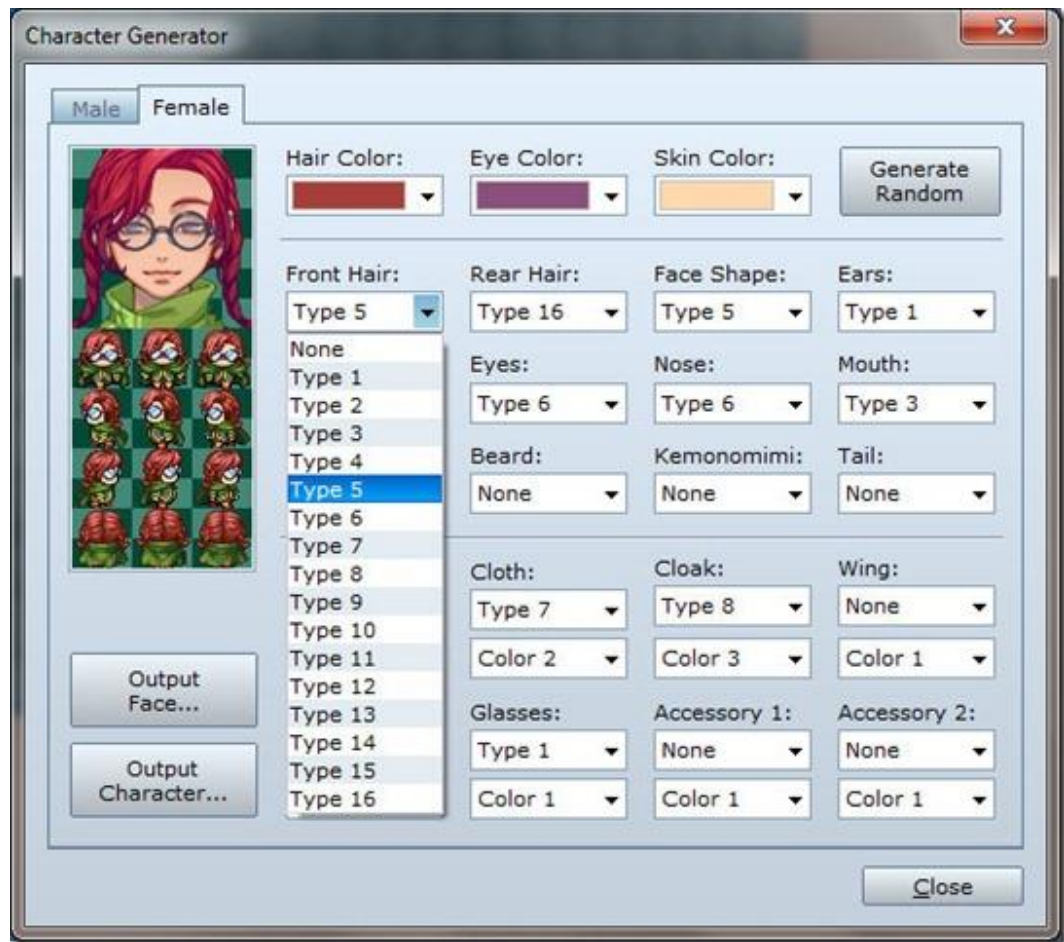 Character Generator
Male Female
Hair Color: Eye Color: Skin Color:
Generate
Random
Front Hair: Rear Hair: Face Shape: Ears:
Type 5 Type 16 Type 5 Type 1
None
Type 1
Type 2
Type 3
Type 4
Type 5
Type 6
Type 7
Type 8
Type 9
Type 10
Type 11
Type 12
Type 13
Type 14
Type 15
Type 16
Eyes: Nose: Mouth:
Type 6 Type 6 Type 3
Beard: Kemonomimi: Tail:
None None None
Cloth: Cloak: Wing:
Type 7 Type 8 None
Color 2 Color 3 Color 1
Glasses: Accessory 1: Accessory 2:
Type 1 None None
Color 1 Color 1 Color 1
Output
Face...
Output
Character...
Close